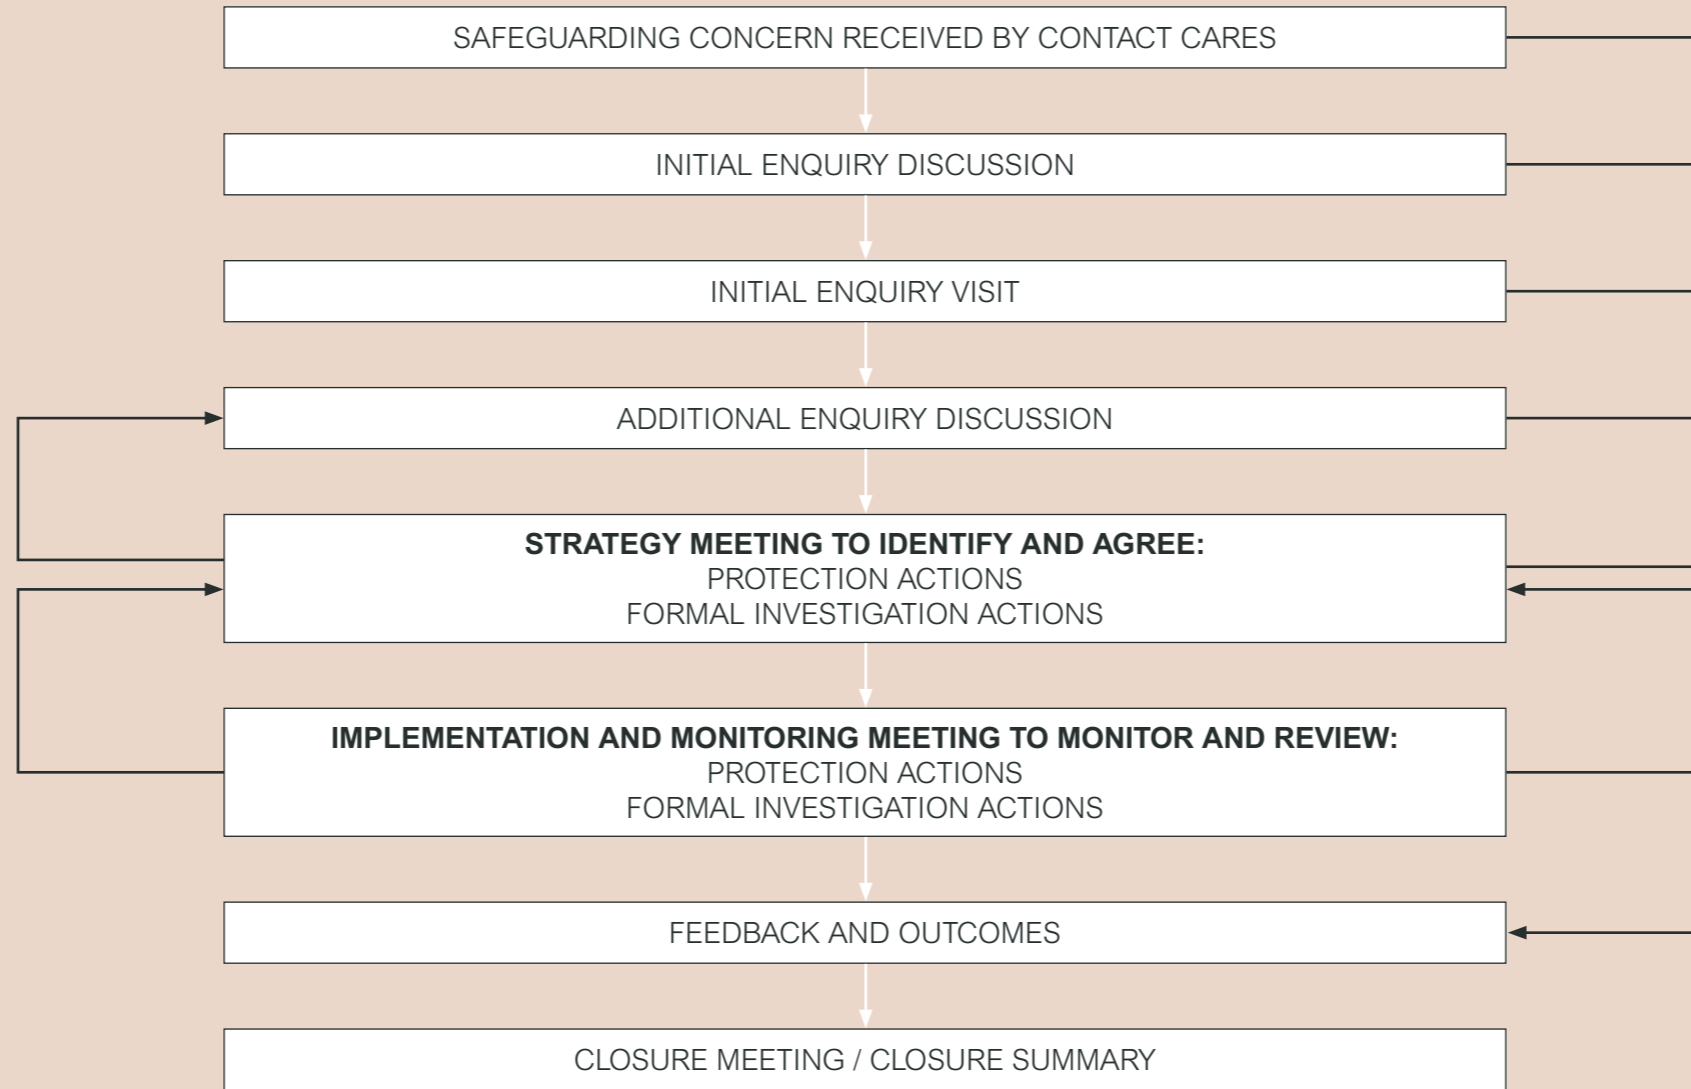 SAFEGUARDING CONCERN RECEIVED BY CONTACT CARES
INITIAL ENQUIRY DISCUSSION
INITIAL ENQUIRY VISIT
ADDITIONAL ENQUIRY DISCUSSION
STRATEGY MEETING TO IDENTIFY AND AGREE:
PROTECTION ACTIONS
FORMAL INVESTIGATION ACTIONS
IMPLEMENTATION AND MONITORING MEETING TO MONITOR AND REVIEW:
PROTECTION ACTIONS
FORMAL INVESTIGATION ACTIONS
FEEDBACK AND OUTCOMES
CLOSURE MEETING / CLOSURE SUMMARY